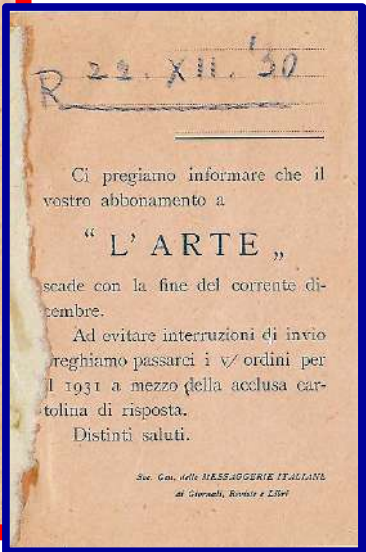 R 22. XII. '30
Ci pregiamo informare che il
vostro abbonamento a
“ L' ARTE „
scade con la fine del corrente di-
cembre.
Ad evitare interruzioni di invio
preghiamo passarci i v/ ordini per
il 1931 a mezzo della acclusa car-
tolina di risposta.
Distinti saluti.
Soc. Gen. delle MESSAGGERIE ITALIANE
di Giornali, Riviste e Libri